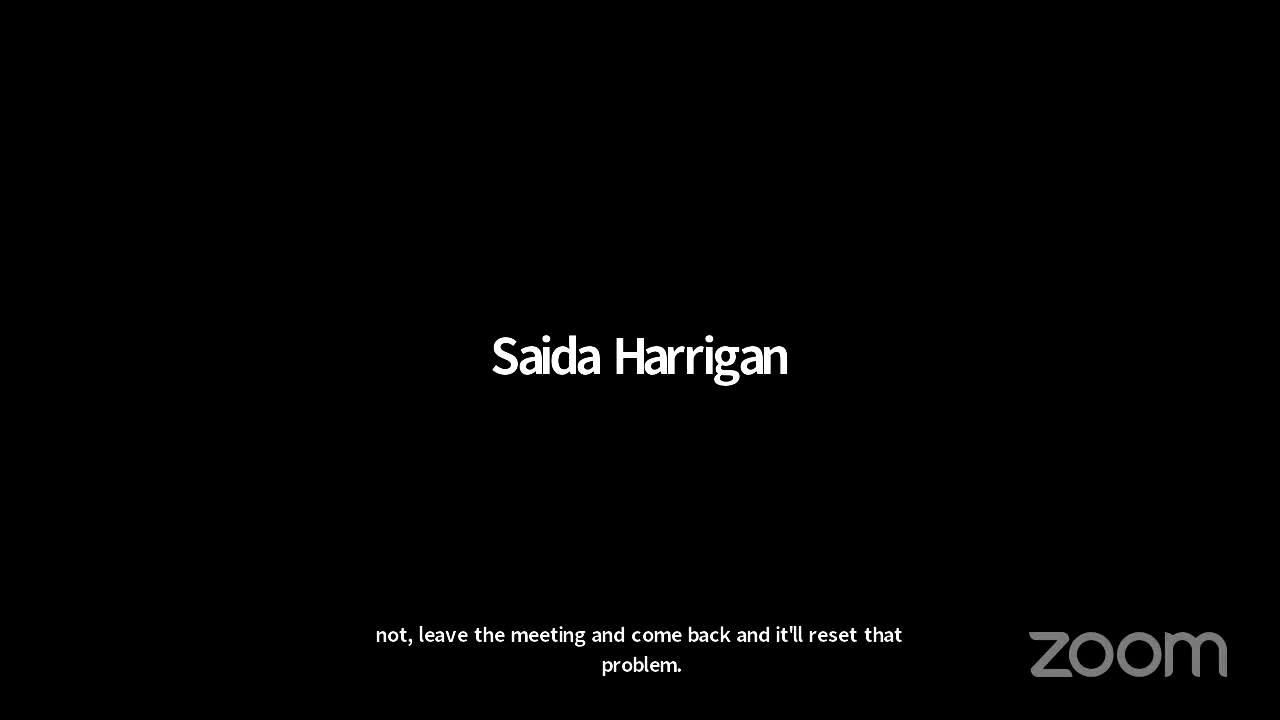 Saida Harrigan
not, leave the meeting and come back and it'll reset that
problem.
zoom